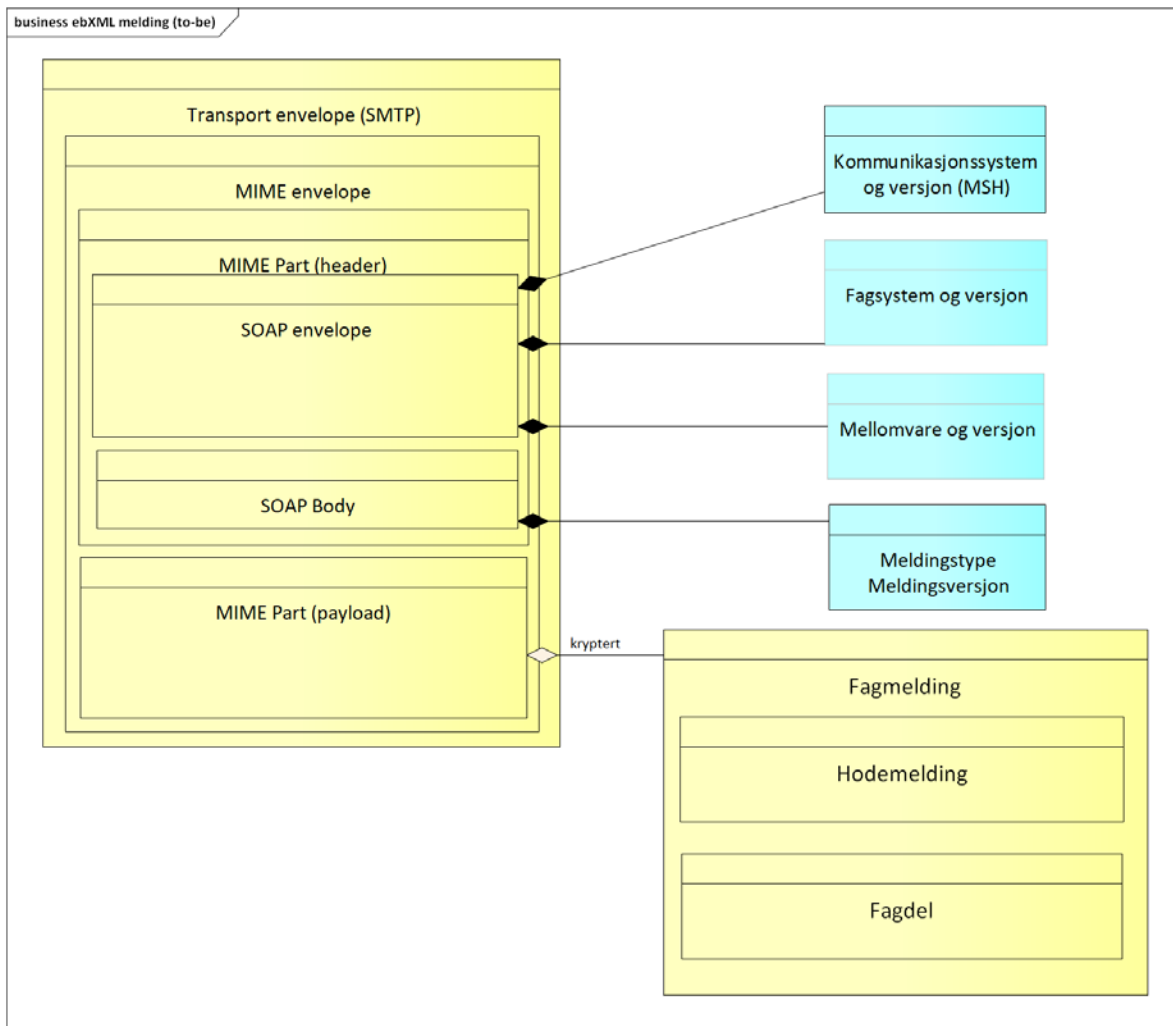 business ebXML melding (to-be)
Transport envelope (SMTP)
MIME envelope
MIME Part (header)
SOAP envelope
SOAP Body
MIME Part (payload)
Kommunikasjonssystem
og versjon (MSH)
Fagsystem og versjon
Mellomvare og versjon
Meldingstype
Meldingsversjon
kryptert
Fagmelding
Hodemelding
Fagdel